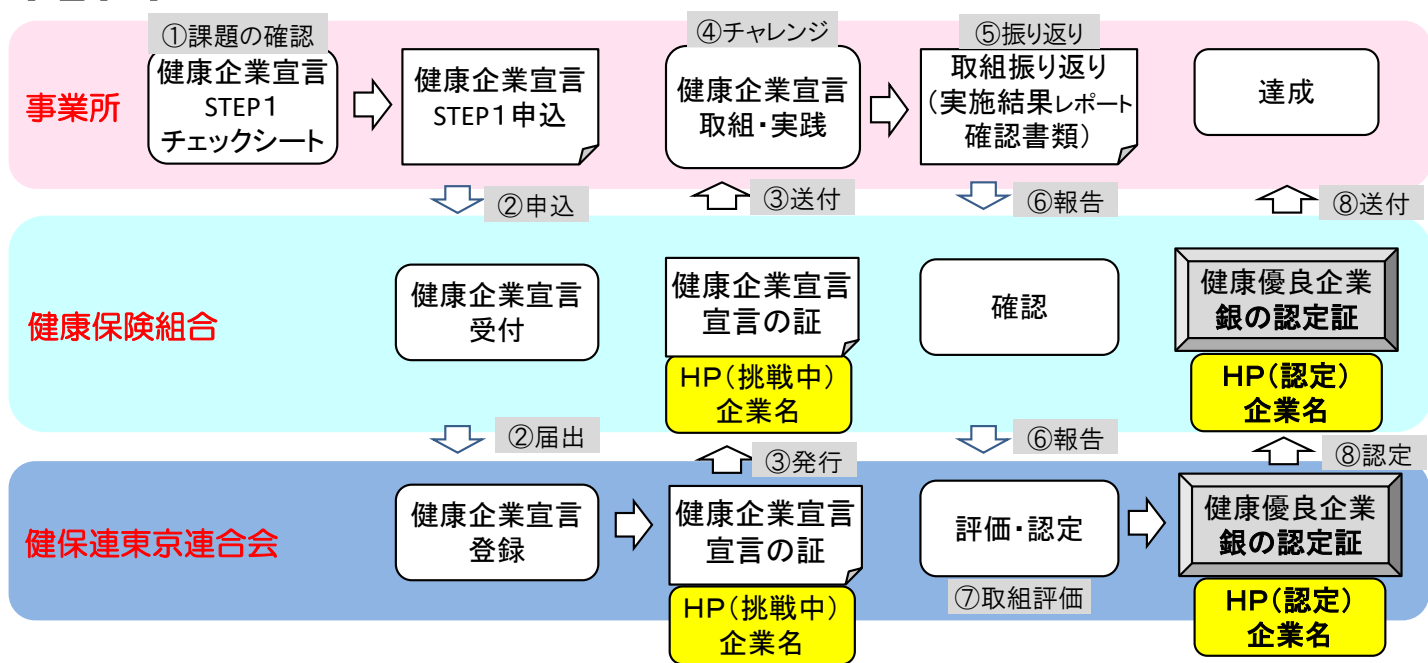 ①課題の確認
健康企業宣言
STEP1
チェックシート
事業所
健康企業宣言
STEP1申込
④チャレンジ
健康企業宣言
取組・実践
⑤振り返り
取組振り返り
(実施結果レポート
確認書類)
達成
②申込
③送付
⑥報告
⑧送付
健康保険組合
健康企業宣言
受付
健康企業宣言
宣言の証
HP(挑戦中)
企業名
確認
健康優良企業
銀の認定証
HP(認定)
企業名
②届出
③発行
⑥報告
⑧認定
健保連東京連合会
健康企業宣言
登録
健康企業宣言
宣言の証
HP(挑戦中)
企業名
評価・認定
⑦取組評価
健康優良企業
銀の認定証
HP(認定)
企業名